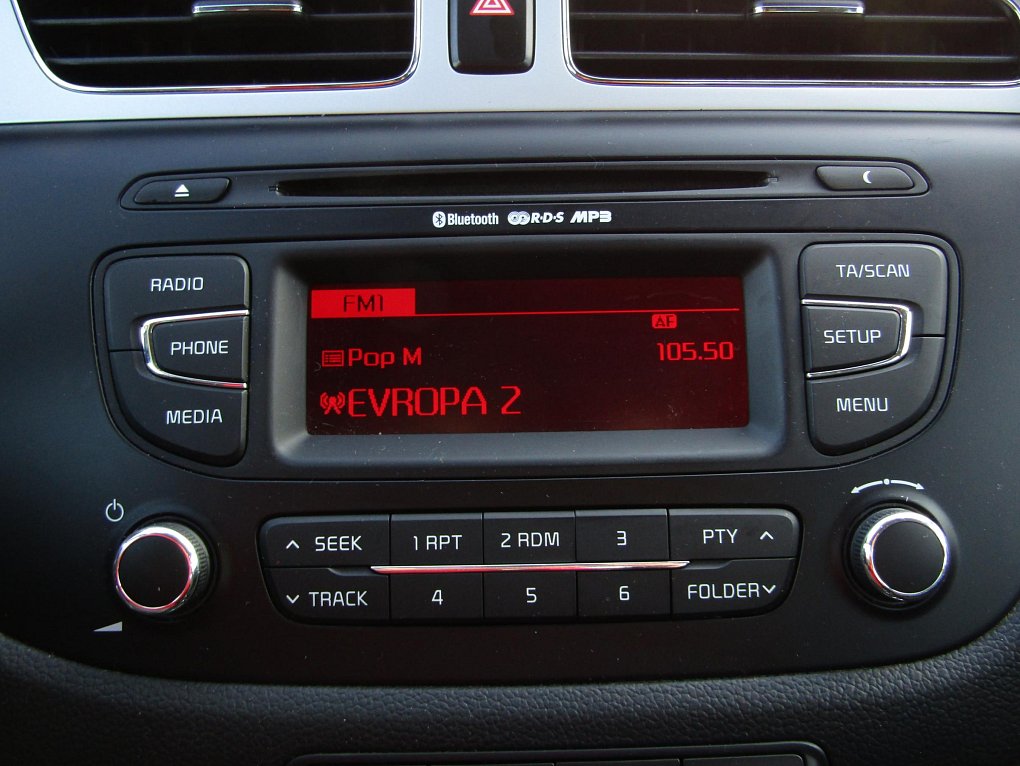 Bluetooth R·D·S MP3
RADIO
PHONE
MEDIA
FM1
AF
Pop M 105.50
EVROPA 2
TA/SCAN
SETUP
MENU
SEEK 1 RPT 2 RDM 3 PTY
TRACK 4 5 6 FOLDER